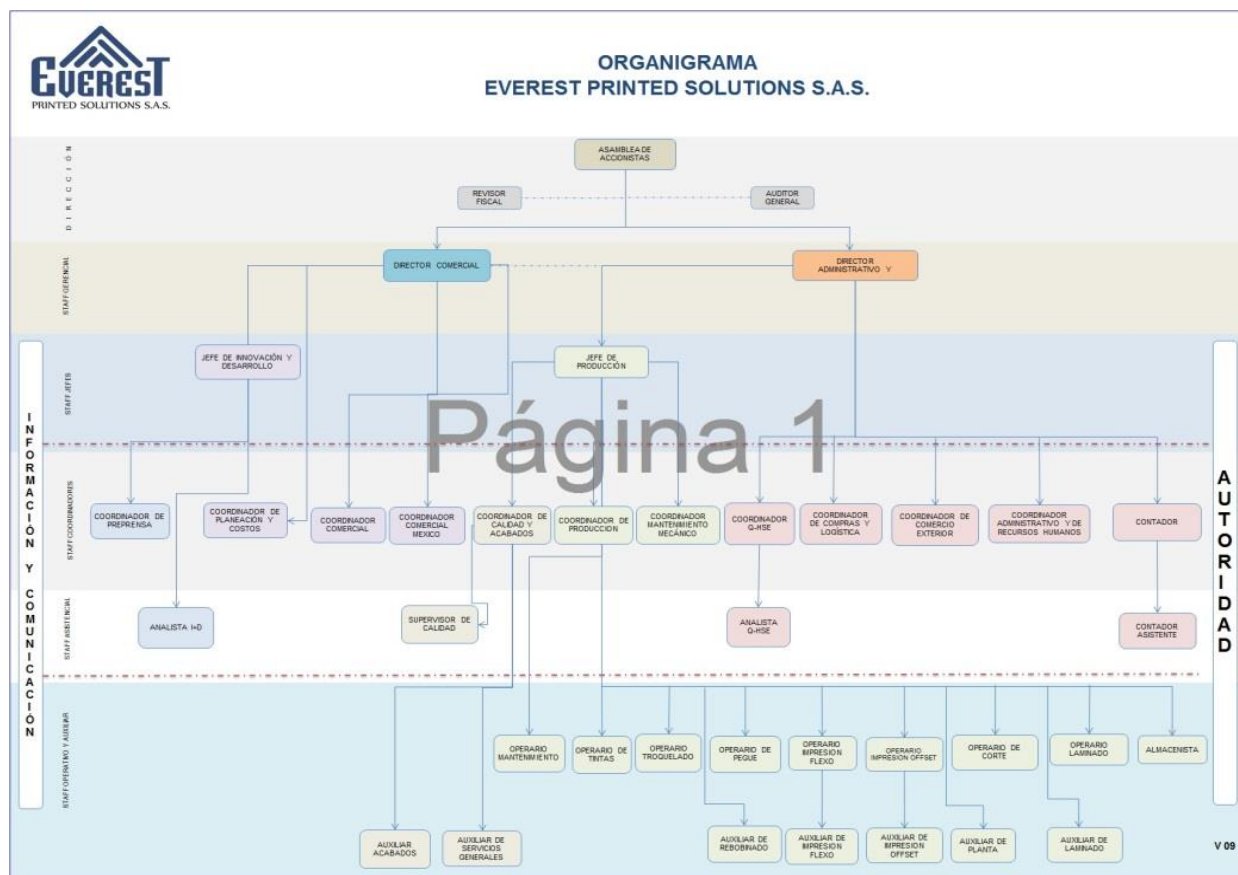 EVEREST
PRINTED SOLUTIONS S.A.S.
ORGANIGRAMA
EVEREST PRINTED SOLUTIONS S.A.S.
DIRECCIÓN
ASAMBLEA DE
ACCIONISTAS
REVISOR
FISCAL
AUDITOR
GENERAL
STAFF GERENCIAL
DIRECTOR COMERCIAL
DIRECTOR
ADMINISTRATIVO Y
STAFF JEFES
JEFE DE INNOVACIÓN Y
DESARROLLO
JEFE DE
PRODUCCIÓN
Página 1
INFORMACIÓN Y COMUNICACIÓN
AUTORIDAD
STAFF COORDINADORES
COORDINADOR DE
PREPRENSA
COORDINADOR DE
PLANEACIÓN Y
COSTOS
COORDINADOR
COMERCIAL
COORDINADOR
COMERCIAL
MEXICO
COORDINADOR DE
CALIDAD Y
ACABADOS
COORDINADOR DE
PRODUCCION
COORDINADOR
MANTENIMIENTO
MECÁNICO
COORDINADOR
Q-HSE
COORDINADOR
DE COMPRAS Y
LOGÍSTICA
COORDINADOR DE
COMERCIO
EXTERIOR
COORDINADOR
ADMINISTRATIVO Y DE
RECURSOS HUMANOS
CONTADOR
STAFF ASISTENCIAL
ANALISTA I+D
SUPERVISOR DE
CALIDAD
ANALISTA
Q-HSE
CONTADOR
ASISTENTE
STAFF OPERATIVO Y AUXILIAR
OPERARIO
MANTENIMIENTO
OPERARIO DE
TINTAS
OPERARIO
TROQUELADO
OPERARIO DE
PEGUE
OPERARIO
IMPRESION
FLEXO
OPERARIO
IMPRESION OFFSET
OPERARIO DE
CORTE
OPERARIO
LAMINADO
ALMACENISTA
AUXILIAR
ACABADOS
AUXILIAR DE
SERVICIOS
GENERALES
AUXILIAR DE
REBOBINADO
AUXILIAR DE
IMPRESION
FLEXO
AUXILIAR DE
IMPRESION
OFFSET
AUXILIAR DE
PLANTA
AUXILIAR DE
LAMINADO
V 09